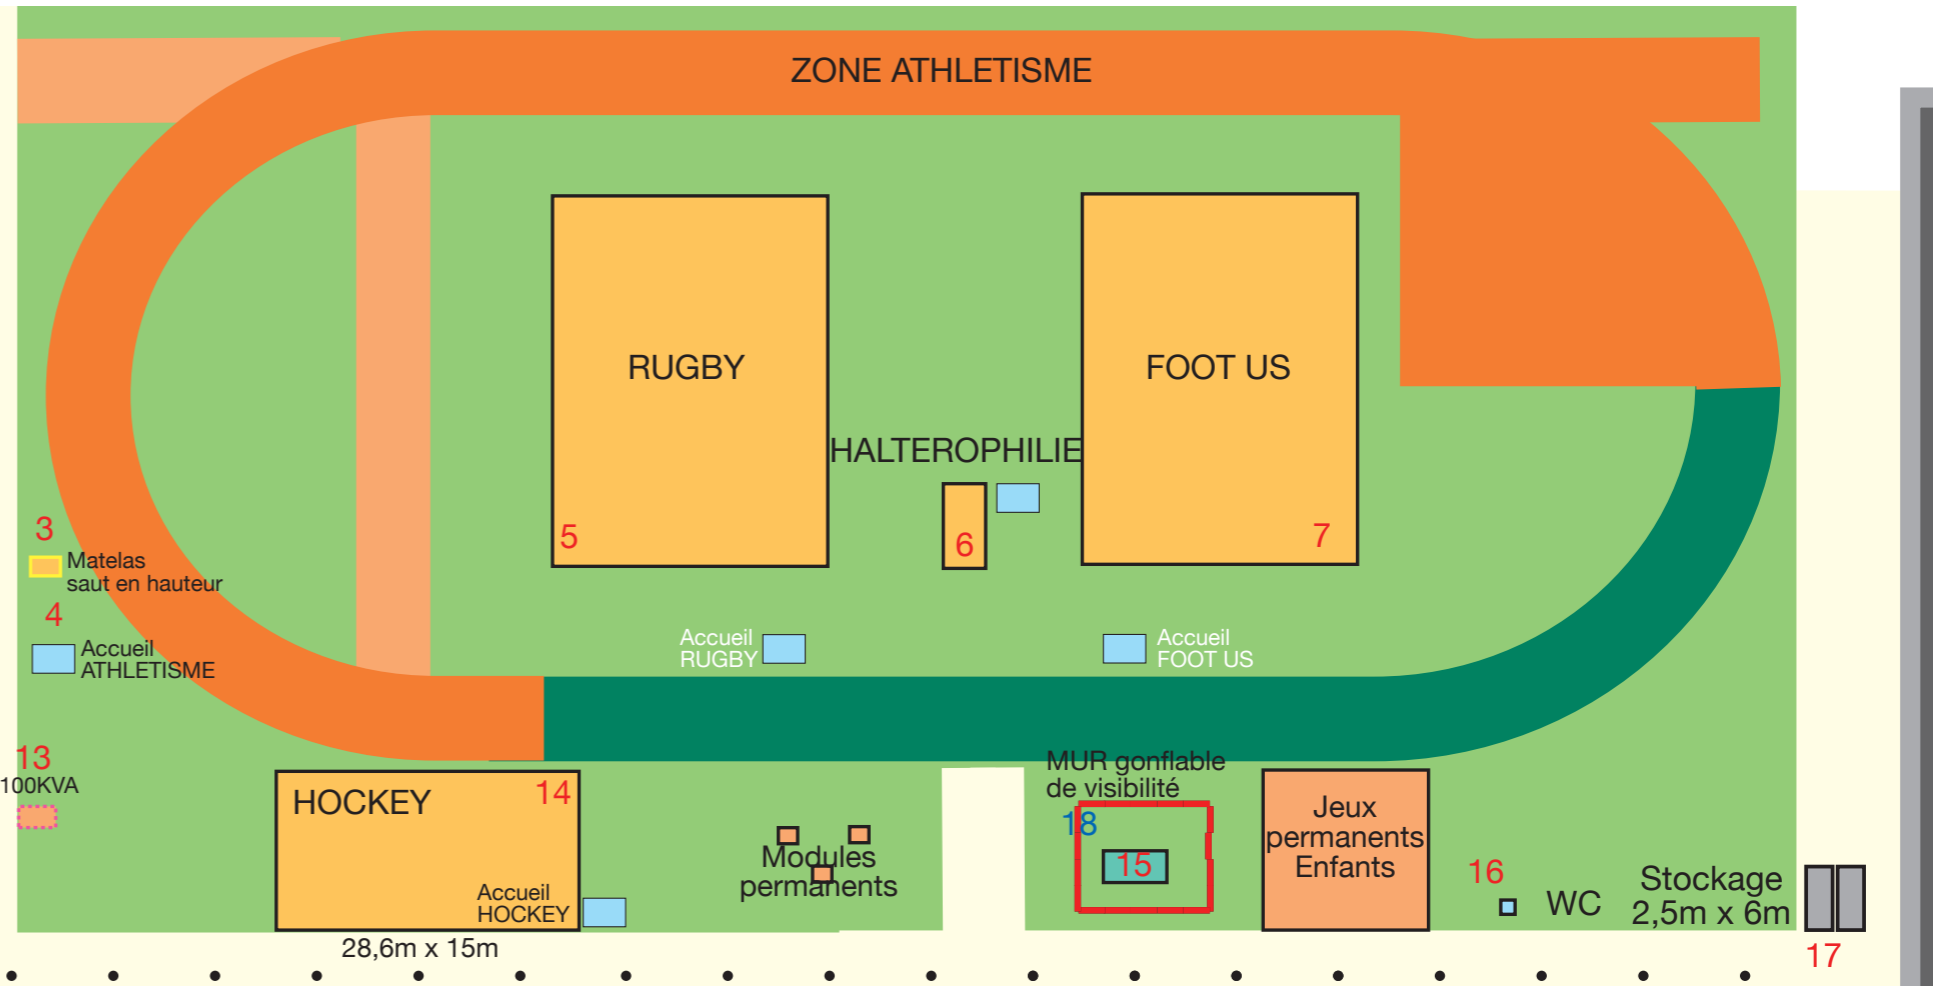 ZONE ATHLETISME
RUGBY
FOOT US
HALTEROPHILIE
5
6
7
3
Matelas
saut en hauteur
4
Accueil
ATHLETISME
Accueil
RUGBY
Accueil
FOOT US
13
100KVA
HOCKEY
14
Accueil
HOCKEY
28,6m x 15m
Modules
permanents
MUR gonflable
de visibilité
18
15
Jeux
permanents
Enfants
16
WC
Stockage
2,5m x 6m
17